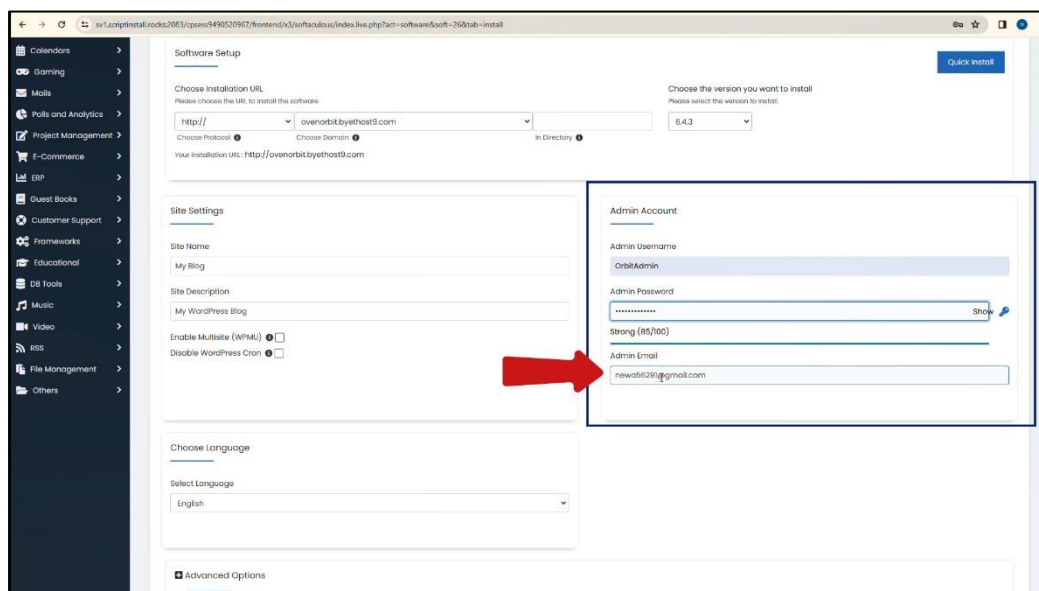 sv1.scriptinstall.rocks:2083/cpsess9490520967/frontend/x3/softaculous/index.live.php?act=software&soft=26&tab=install
Calendars
Gaming
Mails
Polls and Analytics
Project Management
E-Commerce
ERP
Guest Books
Customer Support
Frameworks
Educational
DB Tools
Music
Video
RSS
File Management
Others
Software Setup
Quick Install
Choose Installation URL
Please choose the URL to install the software
http://
ovenorbit.byethost9.com
Choose Protocol
Choose Domain
In Directory
Your installation URL : http://ovenorbit.byethost9.com
Choose the version you want to install
Please select the version to install.
6.4.3
Site Settings
Site Name
My Blog
Site Description
My WordPress Blog
Enable Multisite (WPMU)
Disable WordPress Cron
Admin Account
Admin Username
OrbitAdmin
Admin Password
•••••••••••••
Show
Strong (85/100)
Admin Email
newa56291@gmail.com
Choose Language
Select Language
English
Advanced Options